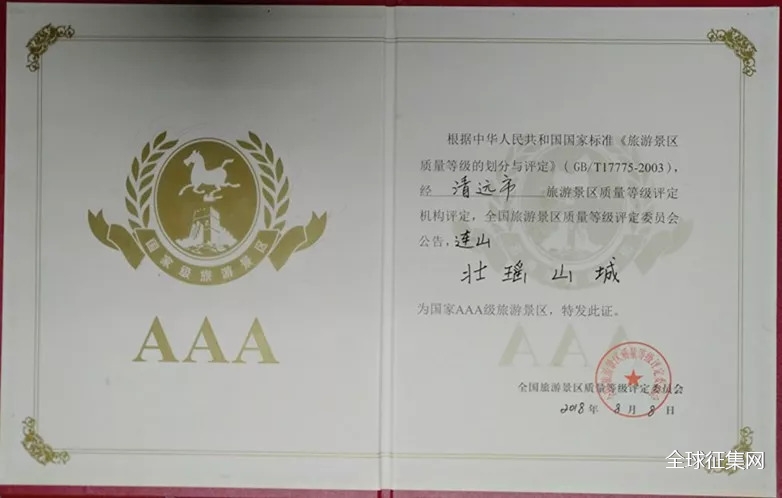 国家级旅游景区
AAA
根据中华人民共和国国家标准《旅游景区
质量等级的划分与评定》（GB/T17775-2003），
经 清远市 旅游景区质量等级评定
机构评定，全国旅游景区质量等级评定委员会
公告，连山
壮瑶山城
为国家AAA级旅游景区，特发此证。
全国旅游景区质量等级评定委员会
2018年8月8日
全球征集网